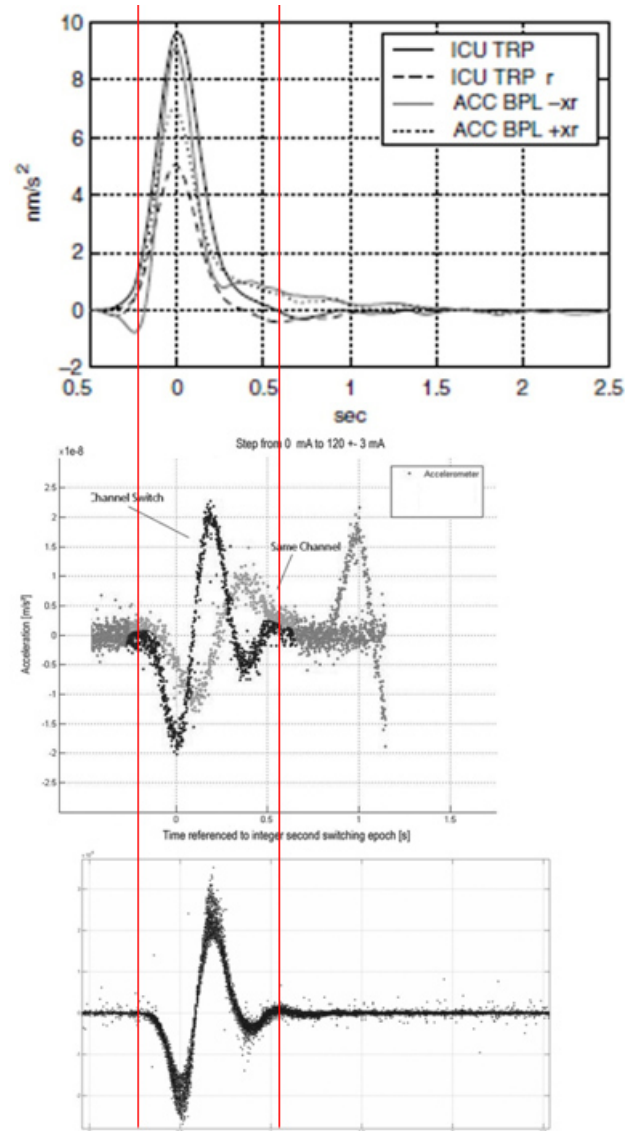 10
8
6
4
2
0
−2
nm/s²
ICU TRP
ICU TRP r
ACC BPL −xr
ACC BPL +xr
0.5 0 0.5 1 1.5 2 2.5
sec
Step from 0 mA to 120 +- 3 mA
×1e-8
Channel Switch
Accelerometer
Same Channel
2.5
2
1.5
1
0.5
0
-0.5
-1
-1.5
-2
-2.5
Acceleration [m/s²]
0 0.5 1 1.5
Time referenced to integer second switching epoch [s]